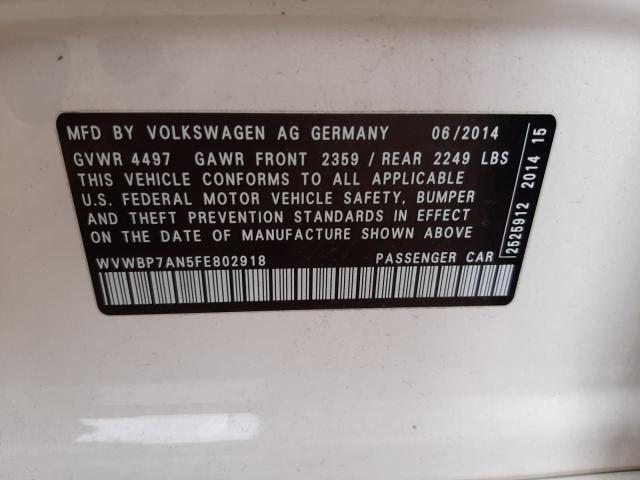 MFD BY VOLKSWAGEN AG GERMANY 06/2014
GVWR 4497 GAWR FRONT 2359 / REAR 2249 LBS
THIS VEHICLE CONFORMS TO ALL APPLICABLE
U.S. FEDERAL MOTOR VEHICLE SAFETY, BUMPER
AND THEFT PREVENTION STANDARDS IN EFFECT
ON THE DATE OF MANUFACTURE SHOWN ABOVE
WVWBP7AN5FE802918 PASSENGER CAR
2525912 2014 15